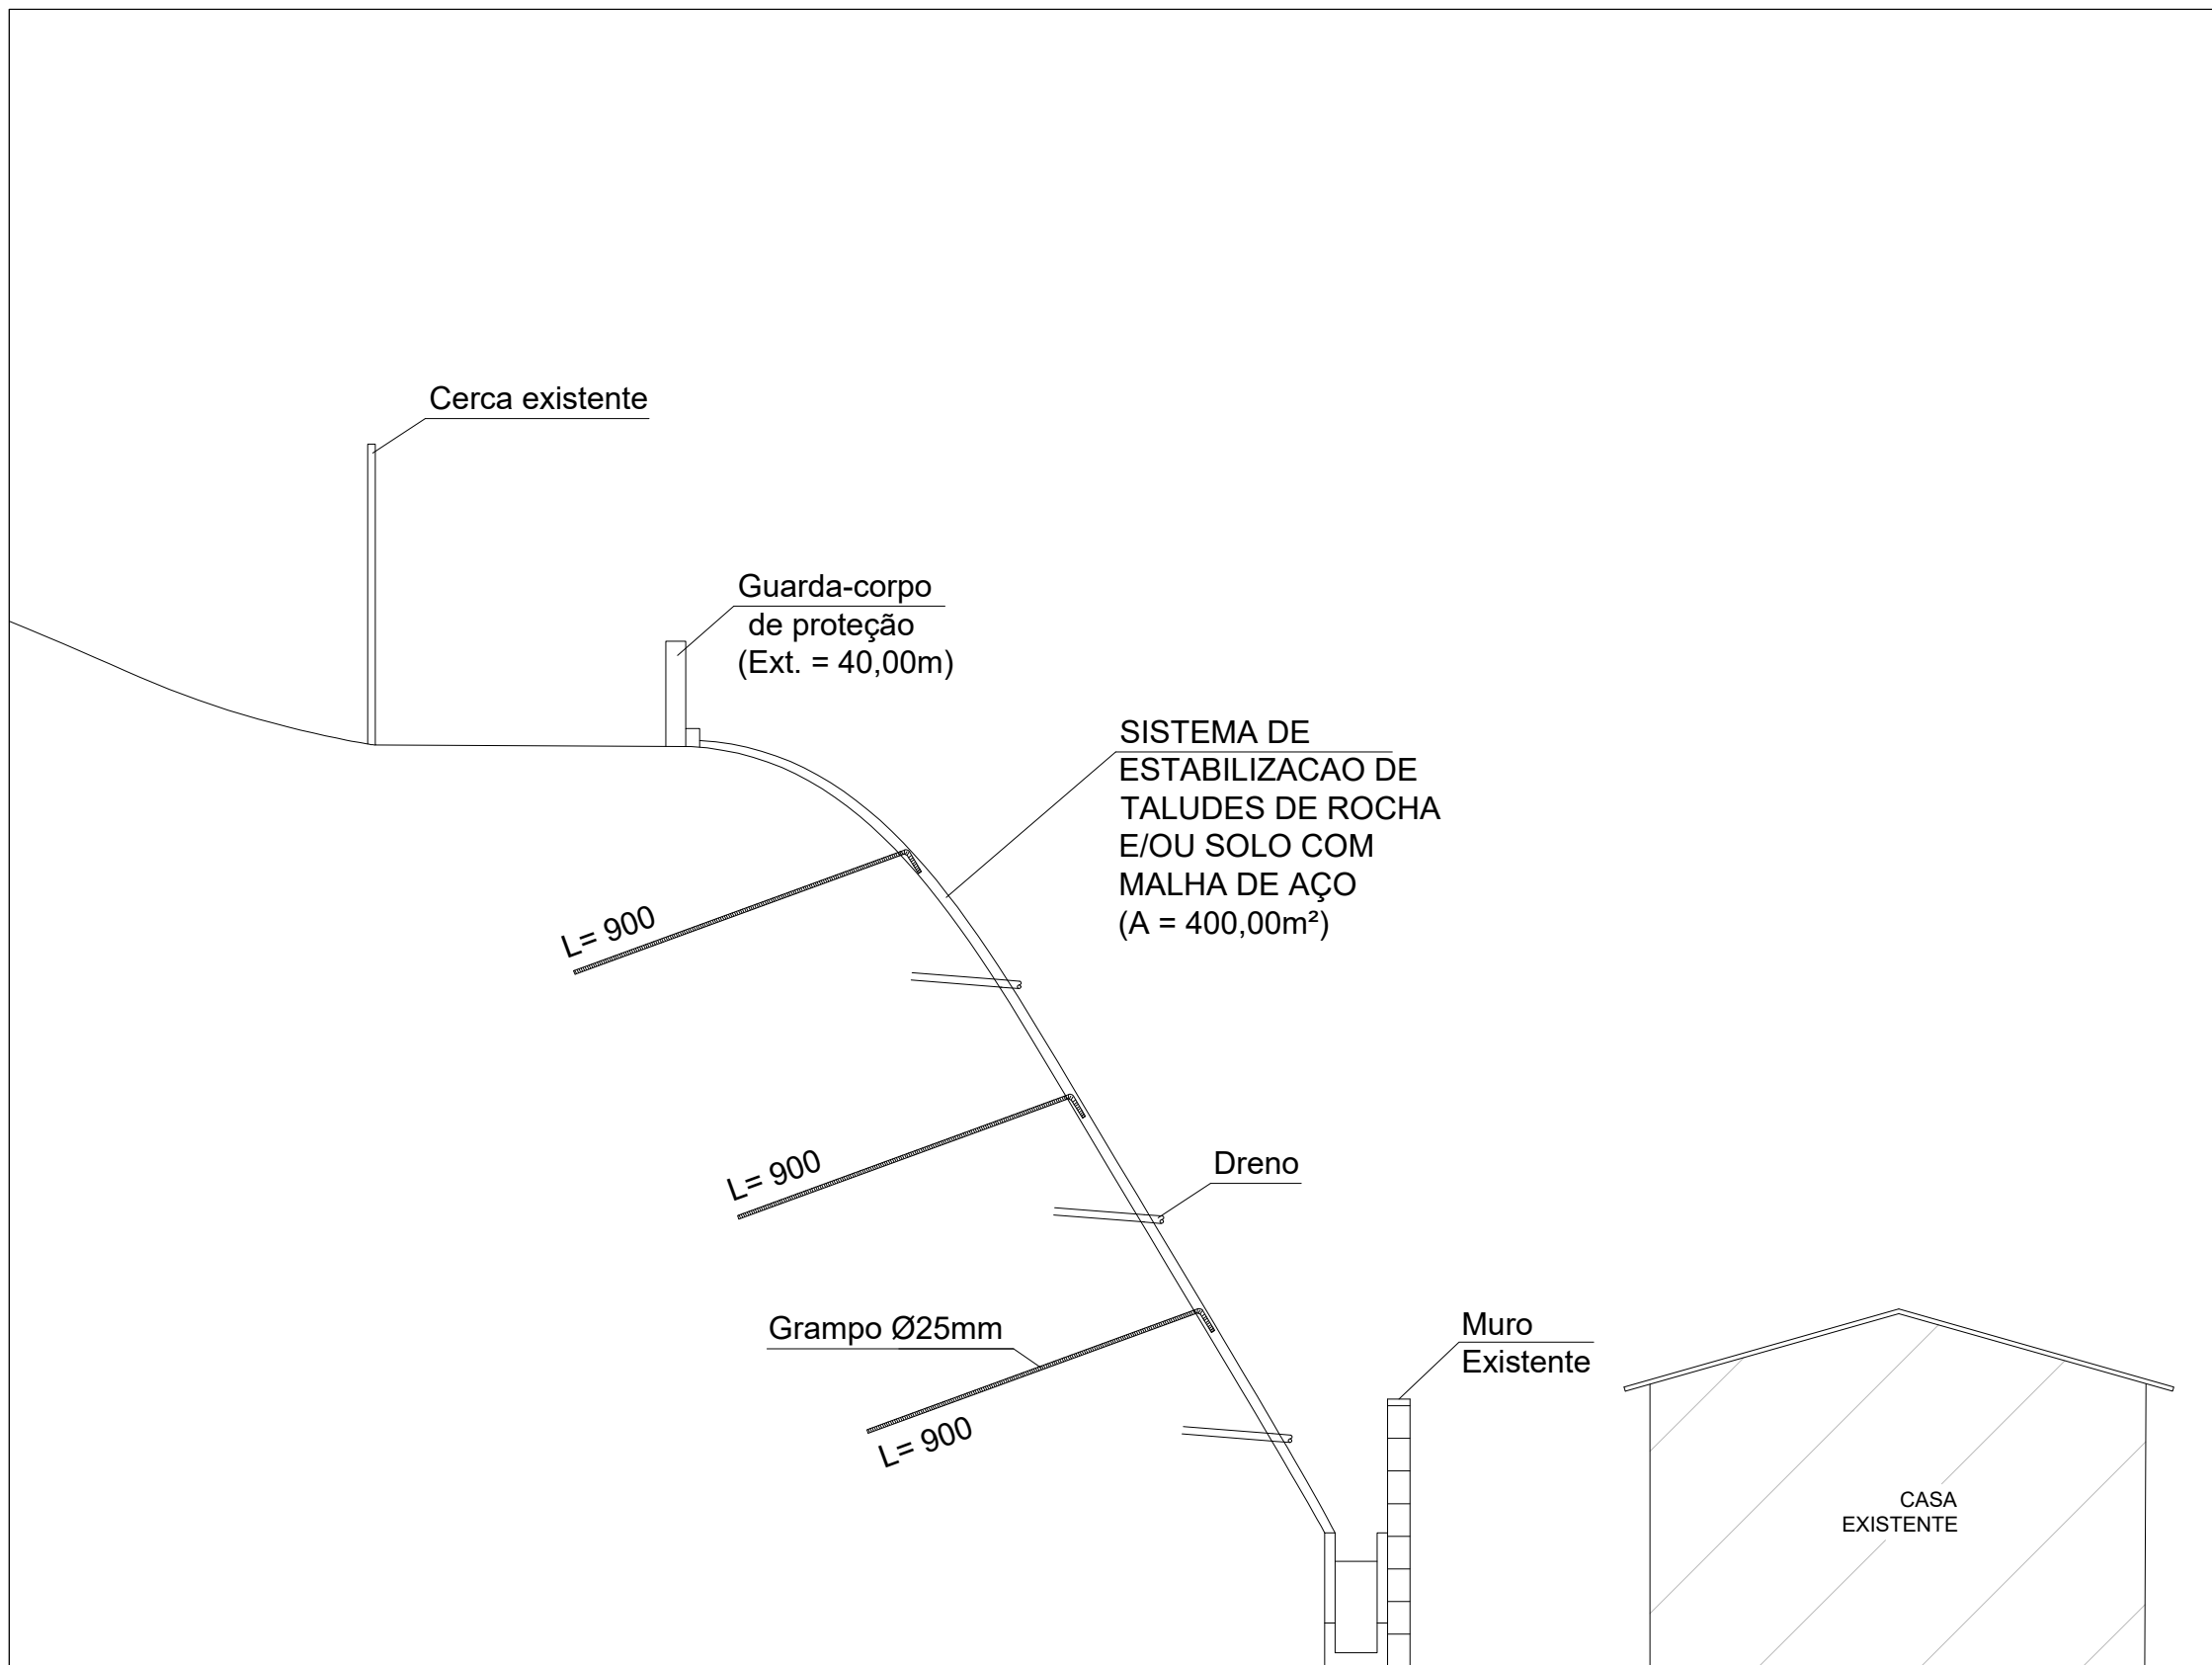 Cerca existente
Guarda-corpo
de proteção
(Ext. = 40,00m)
SISTEMA DE
ESTABILIZACAO DE
TALUDES DE ROCHA
E/OU SOLO COM
MALHA DE AÇO
(A = 400,00m²)
L= 900
L= 900
Dreno
Grampo Ø25mm
L= 900
Muro
Existente
CASA
EXISTENTE